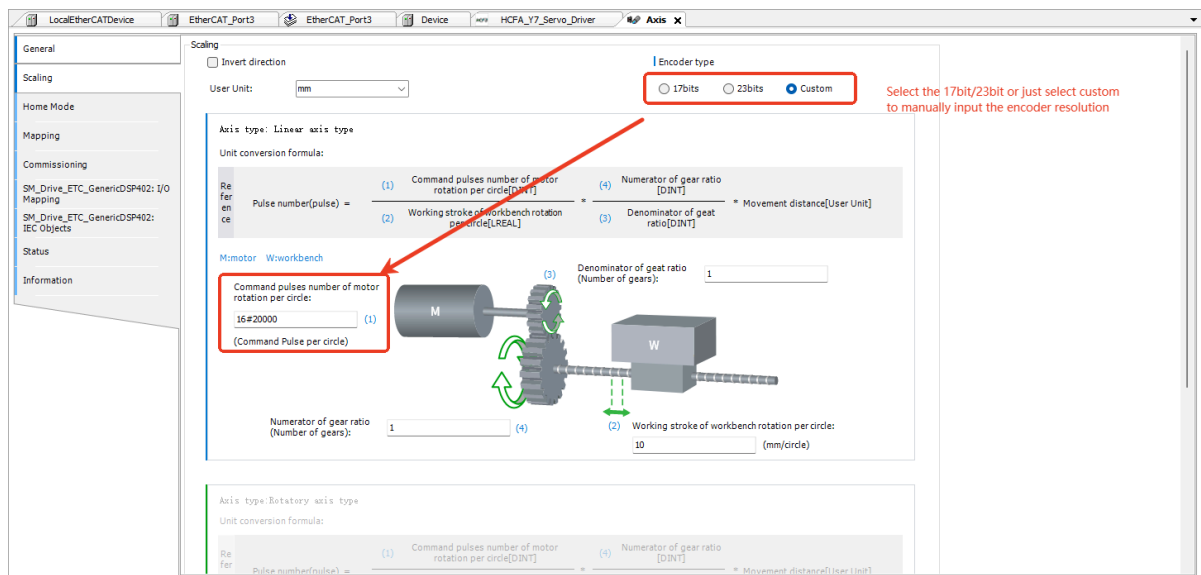 LocalEtherCATDevice
EtherCAT_Port3
EtherCAT_Port3
Device
HCFA
HCFA_Y7_Servo_Driver
Axis
General
Scaling
Home Mode
Mapping
Commissioning
SM_Drive_ETC_GenericDSP402: I/O
Mapping
SM_Drive_ETC_GenericDSP402:
IEC Objects
Status
Information
Scaling
Invert direction
User Unit:
mm
Encoder type
17bits
23bits
Custom
Select the 17bit/23bit or just select custom
to manually input the encoder resolution
Axis type: Linear axis type
Unit conversion formula:
Re
fer
en
ce
Pulse number(pulse) =
(1)
Command pulses number of motor
rotation per circle[DINT]
(2)
Working stroke of workbench rotation
per circle[LREAL]
*
(4)
Numerator of gear ratio
[DINT]
(3)
Denominator of geat
ratio[DINT]
* Movement distance[User Unit]
M:motor W:workbench
Command pulses number of motor
rotation per circle:
16#20000
(1)
(Command Pulse per circle)
M
(3)
Denominator of geat ratio
(Number of gears):
1
W
Numerator of gear ratio
(Number of gears):
1
(4)
(2)
Working stroke of workbench rotation per circle:
10
(mm/circle)
Axis type:Rotatory axis type
Unit conversion formula:
Re
fer
Pulse number(pulse) =
(1)
Command pulses number of motor
rotation per circle[DINT]
*
(4)
Numerator of gear ratio
[DINT]
* Movement distance[User Unit]